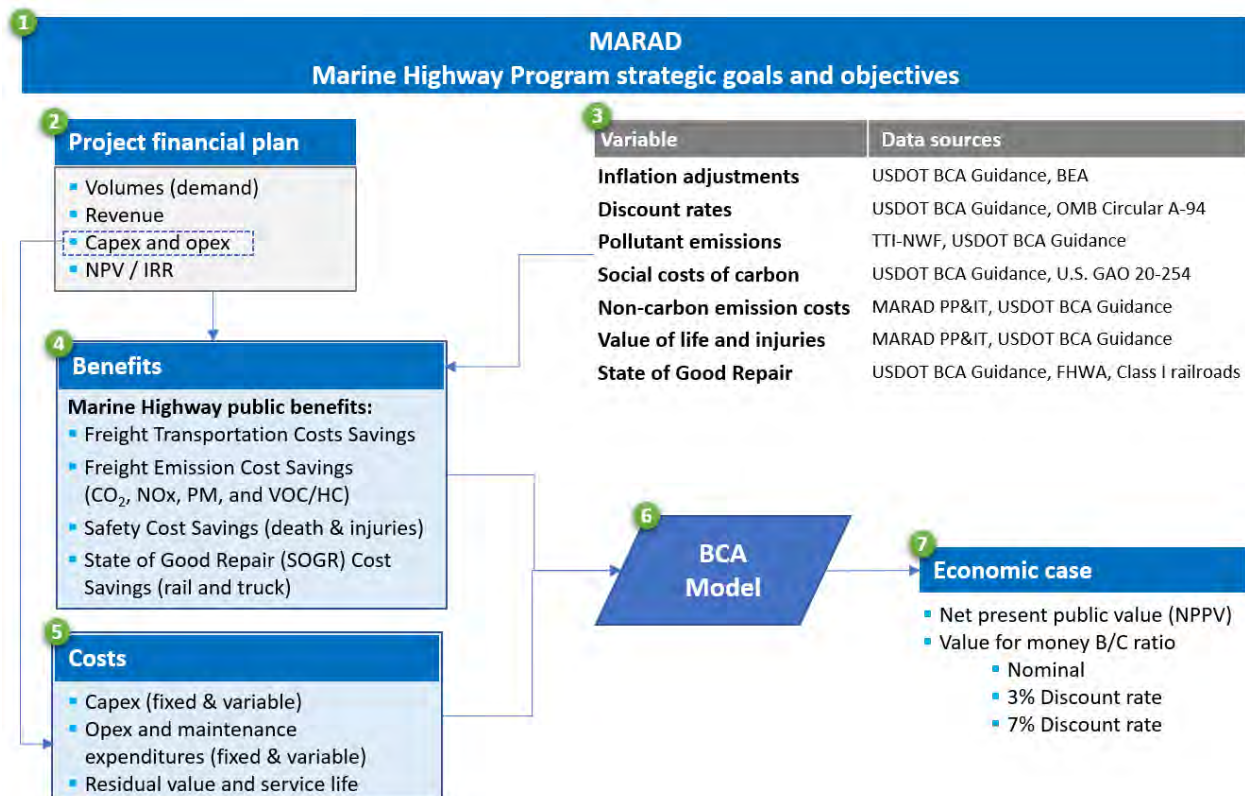 1
MARAD
Marine Highway Program strategic goals and objectives
2
Project financial plan
▪ Volumes (demand)
▪ Revenue
▪ Capex and opex
▪ NPV / IRR
3
Variable Data sources
Inflation adjustments USDOT BCA Guidance, BEA
Discount rates USDOT BCA Guidance, OMB Circular A-94
Pollutant emissions TTI-NWF, USDOT BCA Guidance
Social costs of carbon USDOT BCA Guidance, U.S. GAO 20-254
Non-carbon emission costs MARAD PP&IT, USDOT BCA Guidance
Value of life and injuries MARAD PP&IT, USDOT BCA Guidance
State of Good Repair USDOT BCA Guidance, FHWA, Class I railroads
4
Benefits
Marine Highway public benefits:
▪ Freight Transportation Costs Savings
▪ Freight Emission Cost Savings
(CO₂, NOx, PM, and VOC/HC)
▪ Safety Cost Savings (death & injuries)
▪ State of Good Repair (SOGR) Cost
Savings (rail and truck)
5
Costs
▪ Capex (fixed & variable)
▪ Opex and maintenance
expenditures (fixed & variable)
▪ Residual value and service life
6
BCA
Model
7
Economic case
▪ Net present public value (NPPV)
▪ Value for money B/C ratio
▪ Nominal
▪ 3% Discount rate
▪ 7% Discount rate